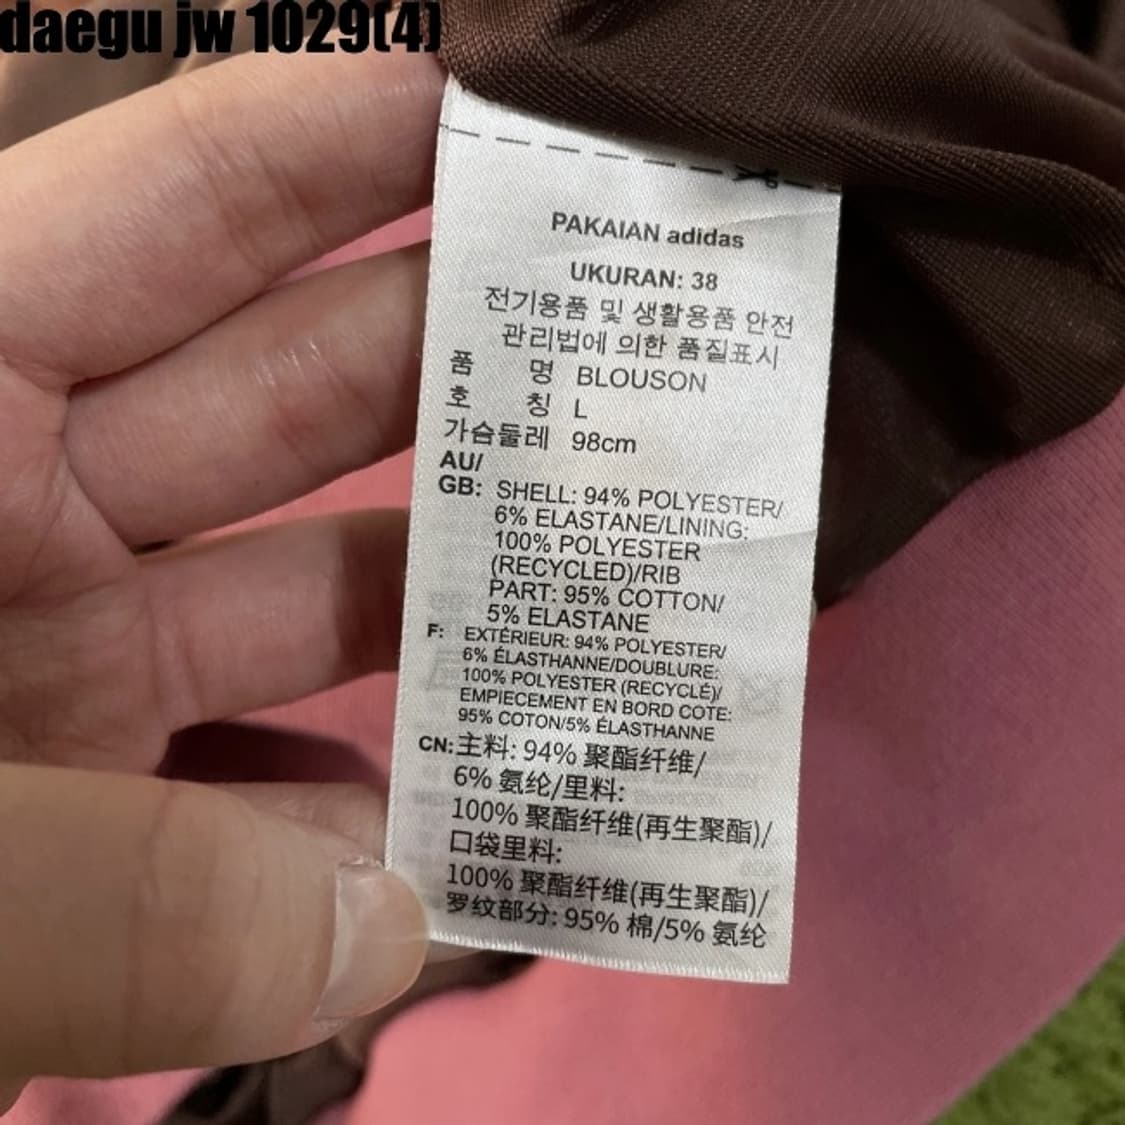 daegu jw 1029(4)
PAKAIAN adidas
UKURAN: 38
전기용품 및 생활용품 안전
관리법에 의한 품질표시
품 명 BLOUSON
호 칭 L
가슴둘레 98cm
AU/
GB: SHELL: 94% POLYESTER/
6% ELASTANE/LINING:
100% POLYESTER
(RECYCLED)/RIB
PART: 95% COTTON/
5% ELASTANE
F: EXTÉRIEUR: 94% POLYESTER/
6% ÉLASTHANNE/DOUBLURE:
100% POLYESTER (RECYCLÉ)/
EMPIECEMENT EN BORD COTE:
95% COTON/5% ÉLASTHANNE
CN: 主料: 94% 聚酯纤维/
6% 氨纶/里料:
100% 聚酯纤维(再生聚酯)/
口袋里料:
100% 聚酯纤维(再生聚酯)/
罗纹部分: 95% 棉/5% 氨纶